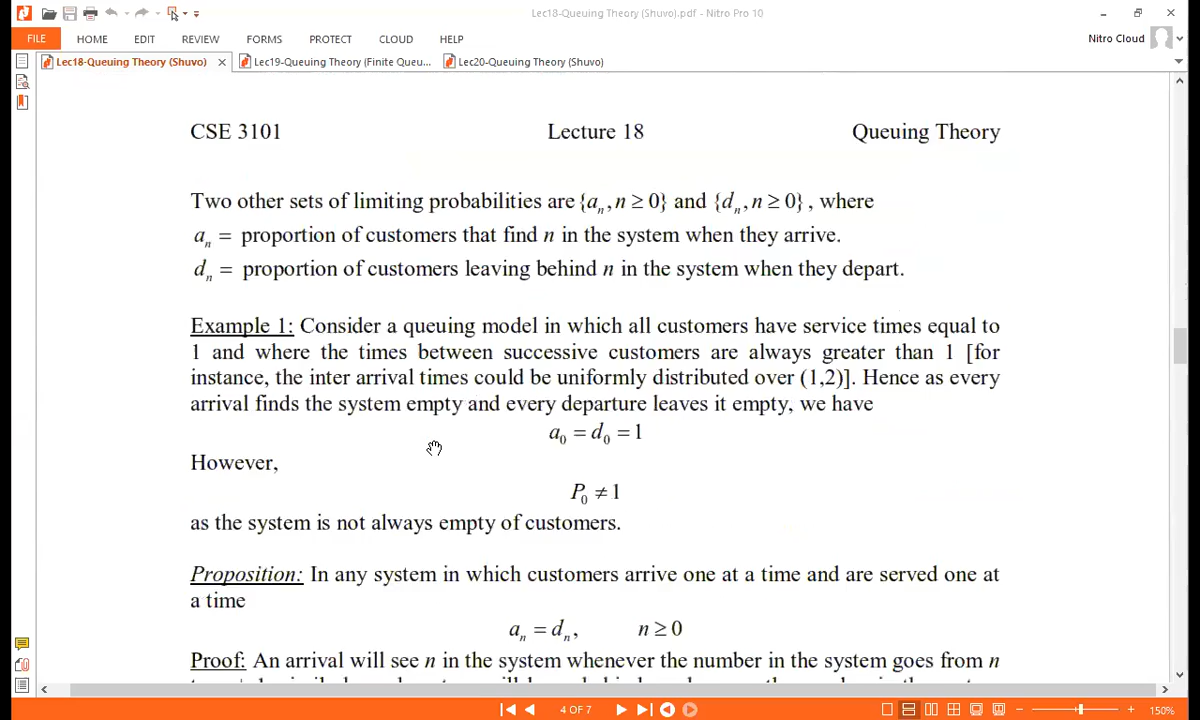 Lec18-Queuing Theory (Shuvo).pdf - Nitro Pro 10
FILE HOME EDIT REVIEW FORMS PROTECT CLOUD HELP Nitro Cloud
Lec18-Queuing Theory (Shuvo) Lec19-Queuing Theory (Finite Queu... Lec20-Queuing Theory (Shuvo)
CSE 3101 Lecture 18 Queuing Theory
Two other sets of limiting probabilities are {aₙ, n ≥ 0} and {dₙ, n ≥ 0}, where
aₙ = proportion of customers that find n in the system when they arrive.
dₙ = proportion of customers leaving behind n in the system when they depart.
Example 1: Consider a queuing model in which all customers have service times equal to
1 and where the times between successive customers are always greater than 1 [for
instance, the inter arrival times could be uniformly distributed over (1,2)]. Hence as every
arrival finds the system empty and every departure leaves it empty, we have
a₀ = d₀ = 1
However,
P₀ ≠ 1
as the system is not always empty of customers.
Proposition: In any system in which customers arrive one at a time and are served one at
a time
aₙ = dₙ, n ≥ 0
Proof: An arrival will see n in the system whenever the number in the system goes from n
4 OF 7
150%